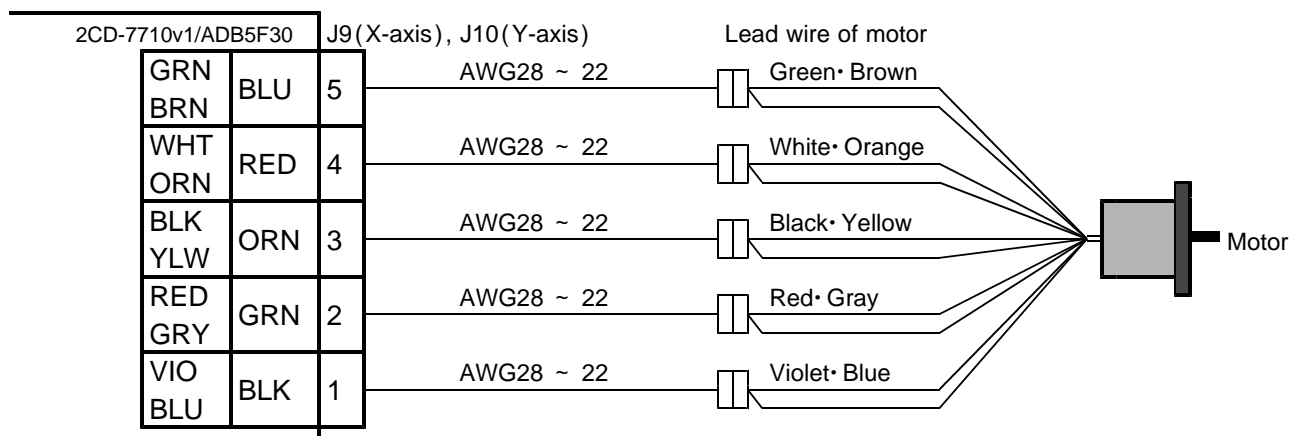 2CD-7710v1/ADB5F30 J9(X-axis), J10(Y-axis) Lead wire of motor
GRN
BRN
BLU
5
AWG28 ~ 22
Green・Brown
WHT
ORN
RED
4
AWG28 ~ 22
White・Orange
BLK
YLW
ORN
3
AWG28 ~ 22
Black・Yellow
Motor
RED
GRY
GRN
2
AWG28 ~ 22
Red・Gray
VIO
BLU
BLK
1
AWG28 ~ 22
Violet・Blue